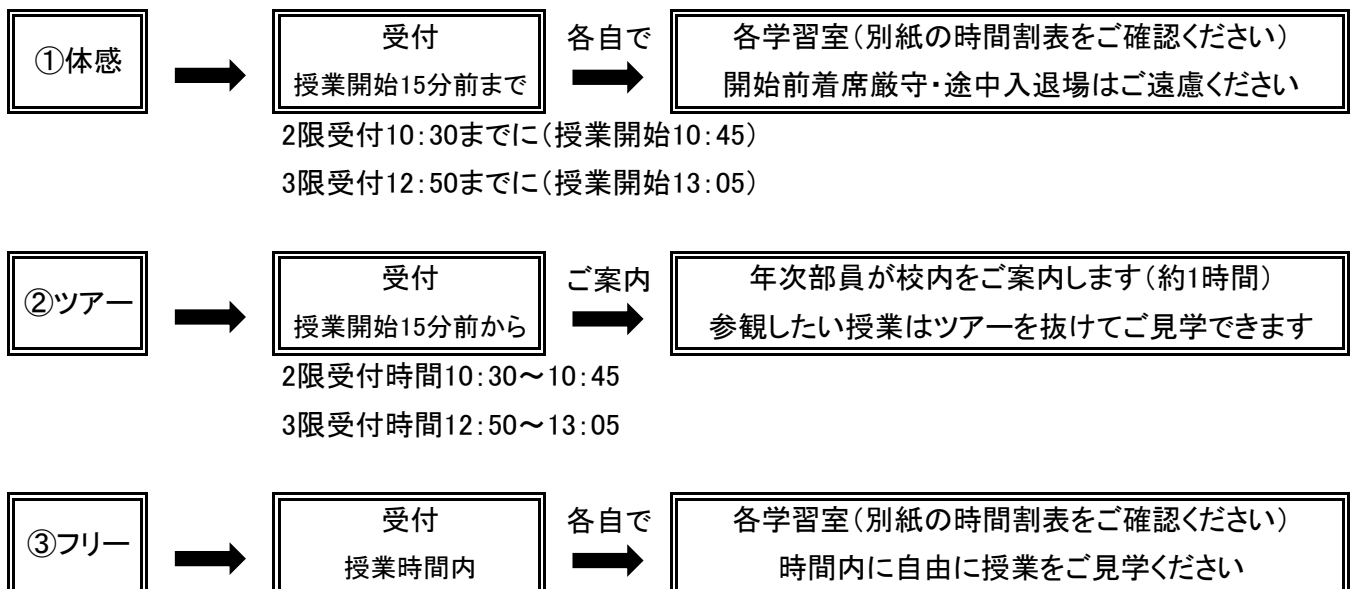 ①体感
受付
授業開始15分前まで
各自で
各学習室(別紙の時間割表をご確認ください)
開始前着席厳守・途中入退場はご遠慮ください
2限受付10:30までに(授業開始10:45)
3限受付12:50までに(授業開始13:05)
②ツアー
受付
授業開始15分前から
ご案内
年次部員が校内をご案内します(約1時間)
参観したい授業はツアーを抜けてご見学できます
2限受付時間10:30～10:45
3限受付時間12:50～13:05
③フリー
受付
授業時間内
各自で
各学習室(別紙の時間割表をご確認ください)
時間内に自由に授業をご見学ください